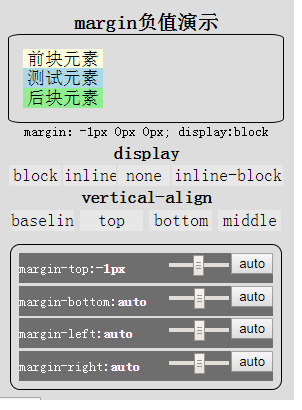 margin负值演示
前块元素
测试元素
后块元素
margin: -1px 0px 0px; display:block
display
block inline none inline-block
vertical-align
baselin top bottom middle
margin-top:-1px auto
margin-bottom:auto auto
margin-left:auto auto
margin-right:auto auto